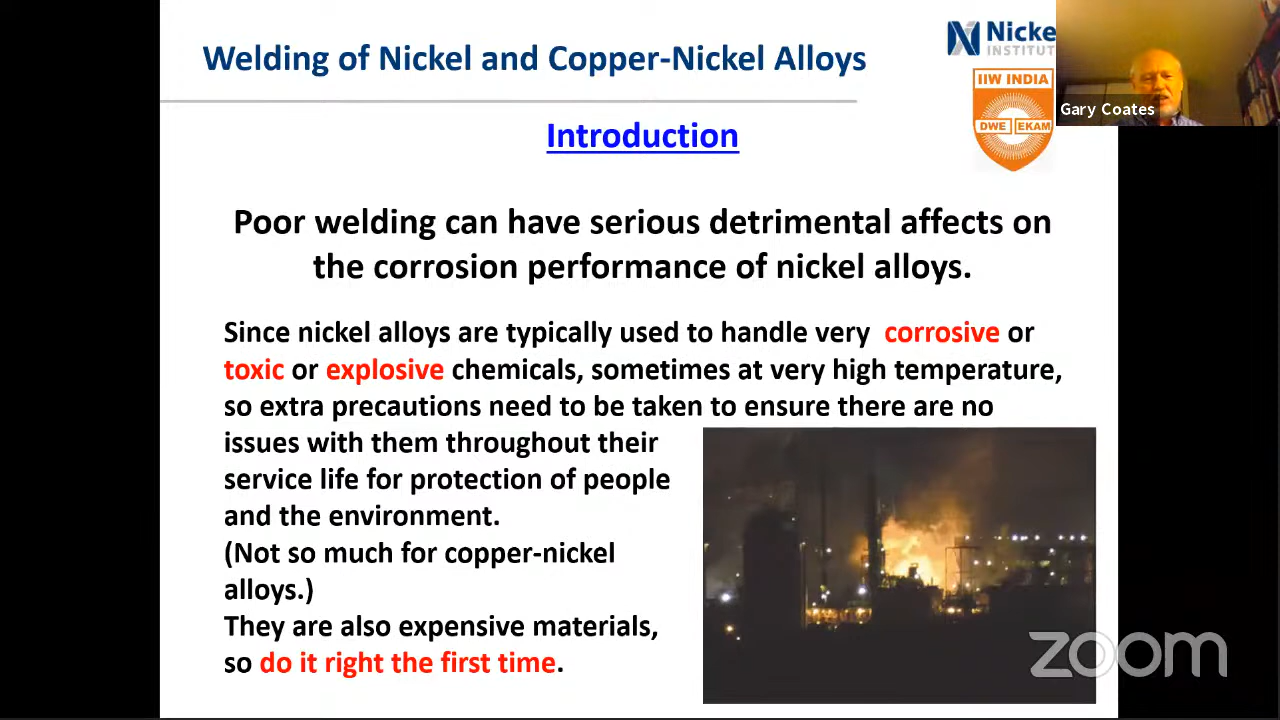 Welding of Nickel and Copper-Nickel Alloys
Nicke
INSTITUT
IIW INDIA
DWE EKAM
Gary Coates
Introduction
Poor welding can have serious detrimental affects on
the corrosion performance of nickel alloys.
Since nickel alloys are typically used to handle very corrosive or
toxic or explosive chemicals, sometimes at very high temperature,
so extra precautions need to be taken to ensure there are no
issues with them throughout their
service life for protection of people
and the environment.
(Not so much for copper-nickel
alloys.)
They are also expensive materials,
so do it right the first time.
zoom